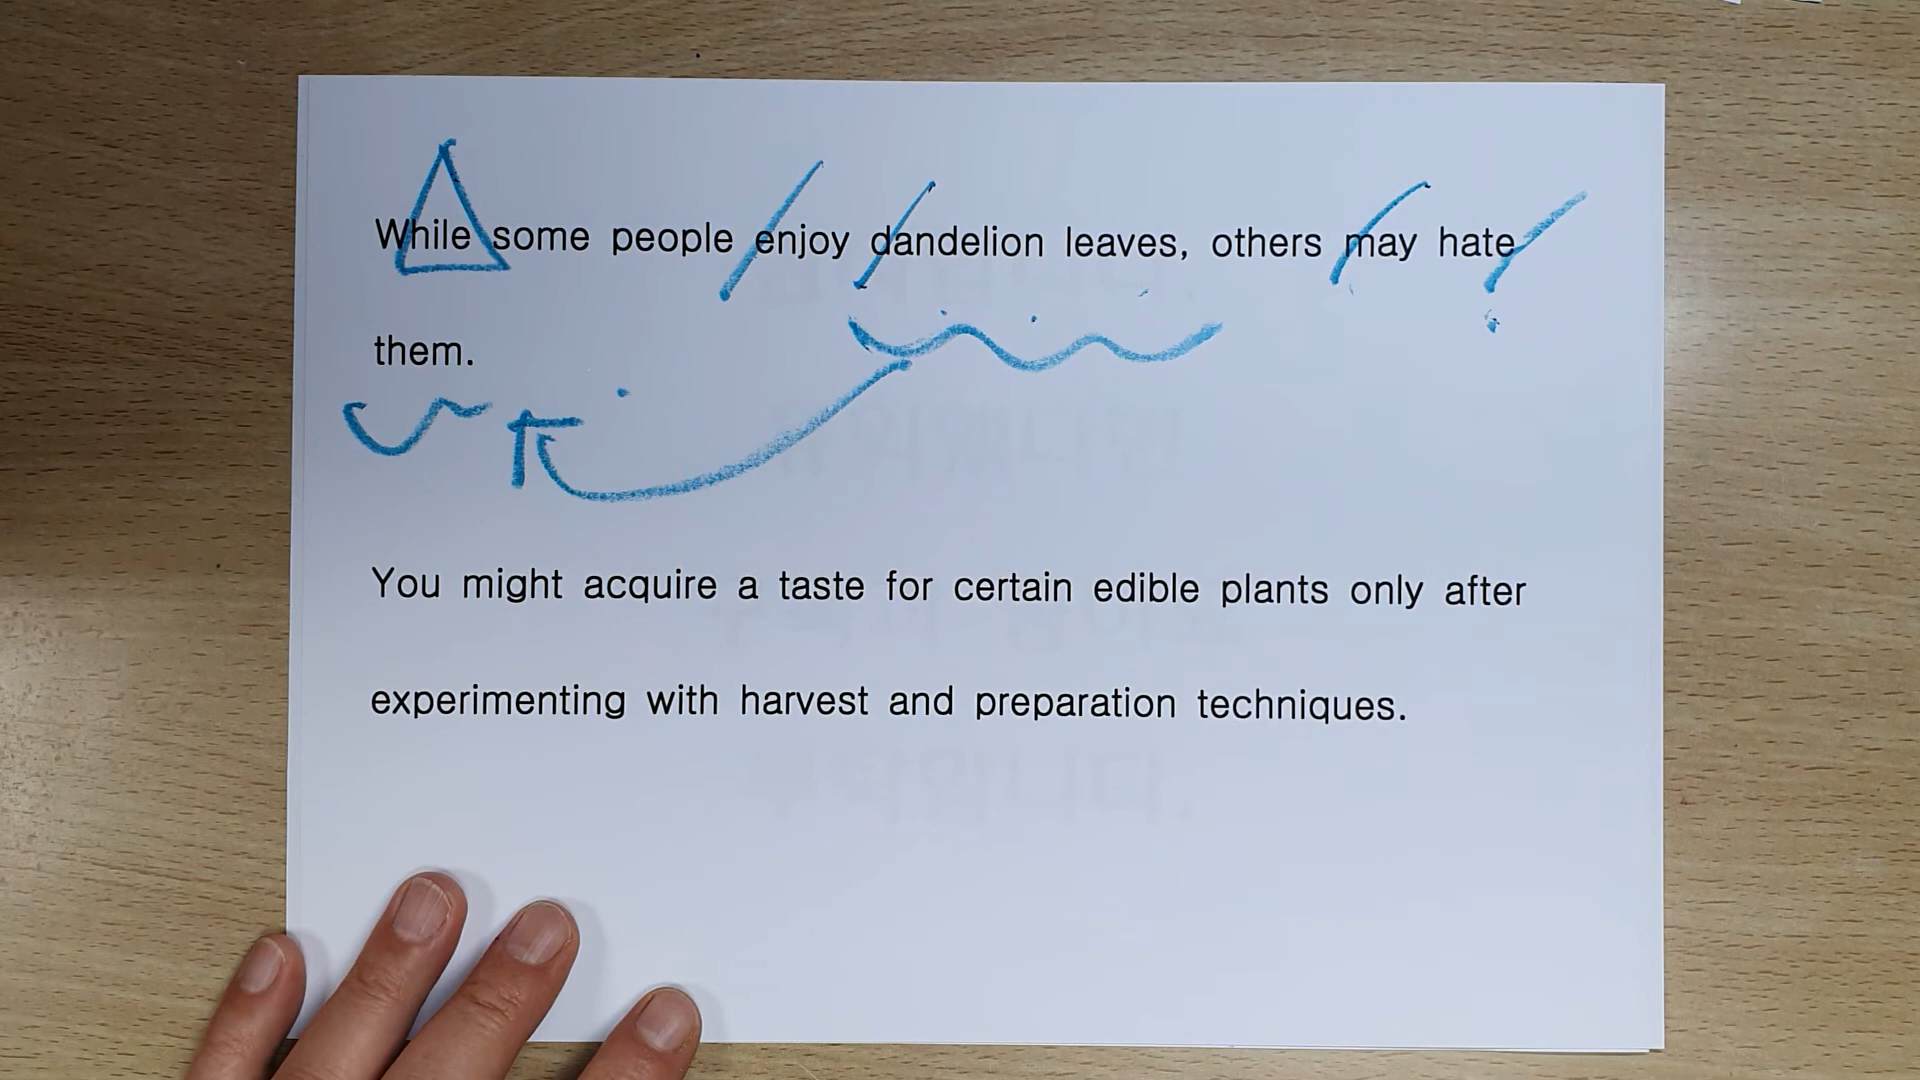 While some people enjoy dandelion leaves, others may hate
them.
You might acquire a taste for certain edible plants only after
experimenting with harvest and preparation techniques.